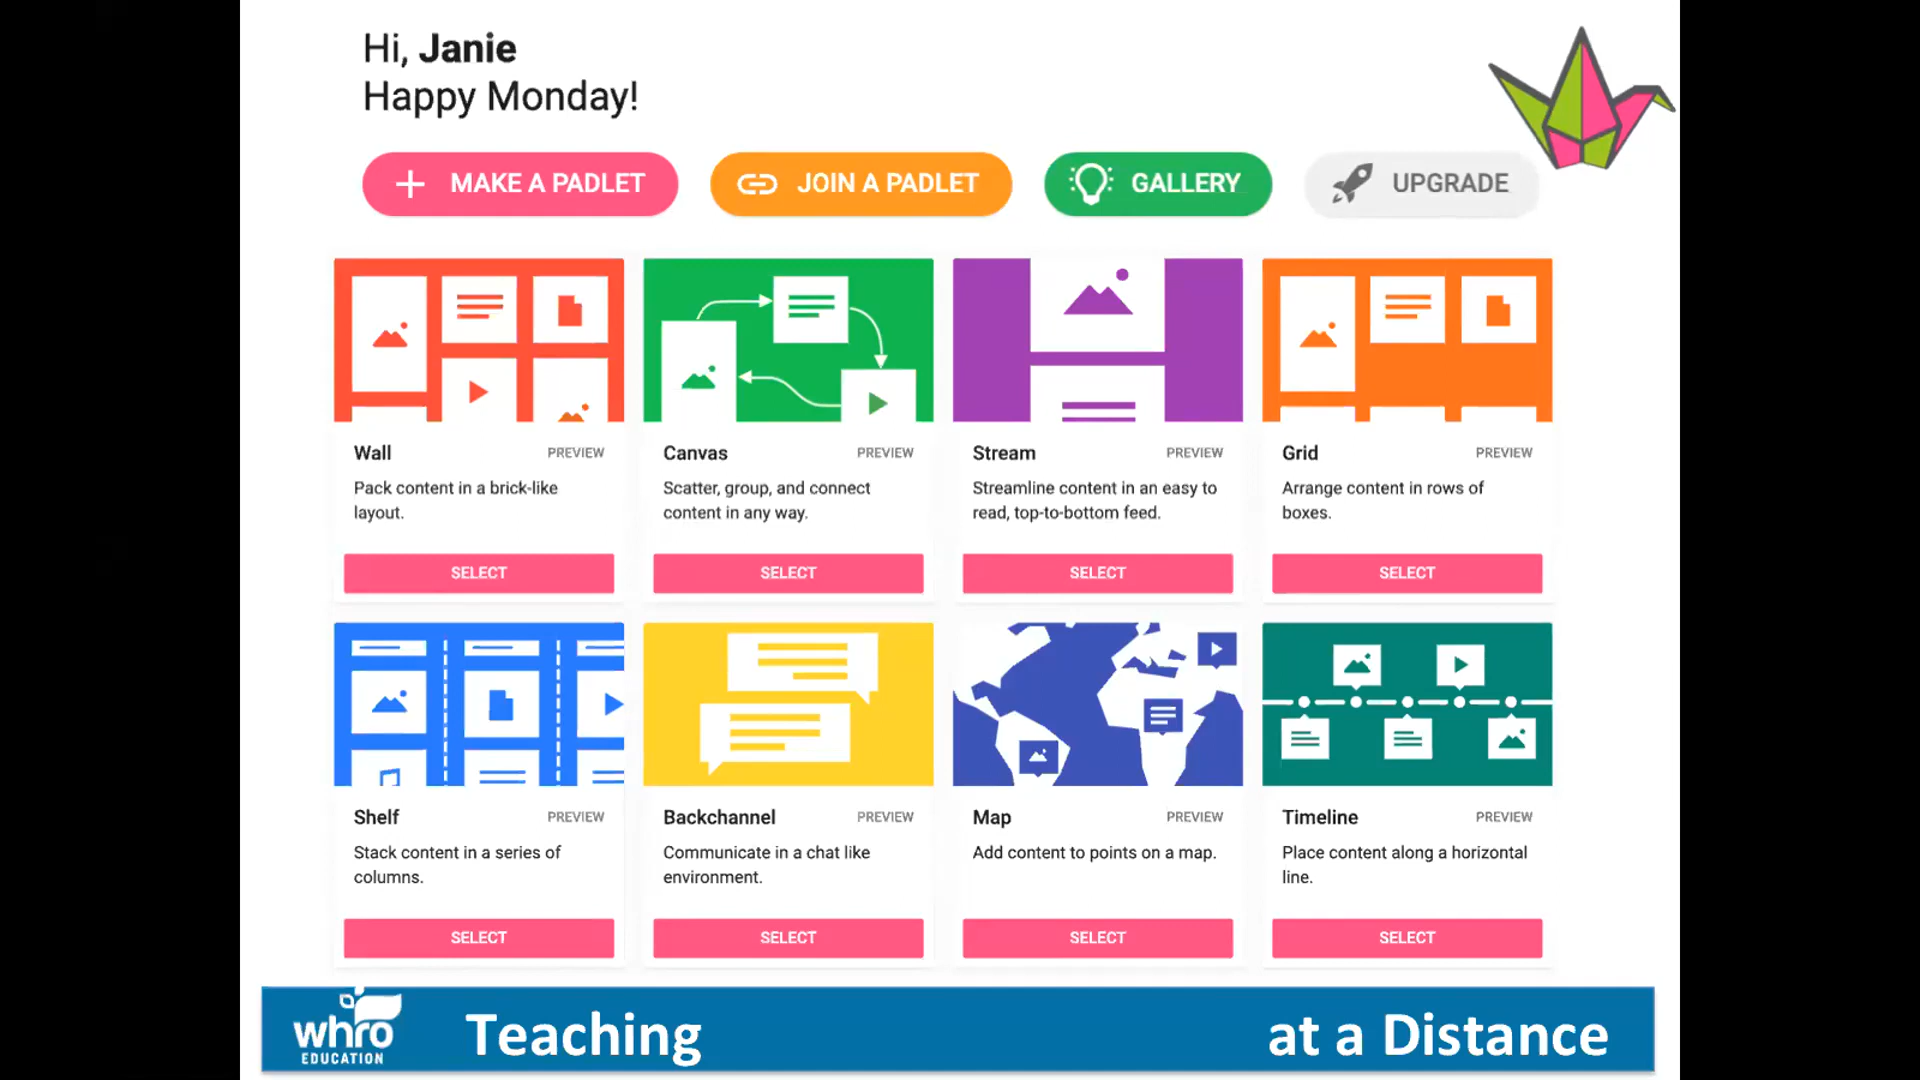 Hi, Janie
Happy Monday!
MAKE A PADLET
JOIN A PADLET
GALLERY
UPGRADE
Wall PREVIEW
Pack content in a brick-like
layout.
SELECT
Canvas PREVIEW
Scatter, group, and connect
content in any way.
SELECT
Stream PREVIEW
Streamline content in an easy to
read, top-to-bottom feed.
SELECT
Grid PREVIEW
Arrange content in rows of
boxes.
SELECT
Shelf PREVIEW
Stack content in a series of
columns.
SELECT
Backchannel PREVIEW
Communicate in a chat like
environment.
SELECT
Map PREVIEW
Add content to points on a map.
SELECT
Timeline PREVIEW
Place content along a horizontal
line.
SELECT
whro
EDUCATION
Teaching at a Distance